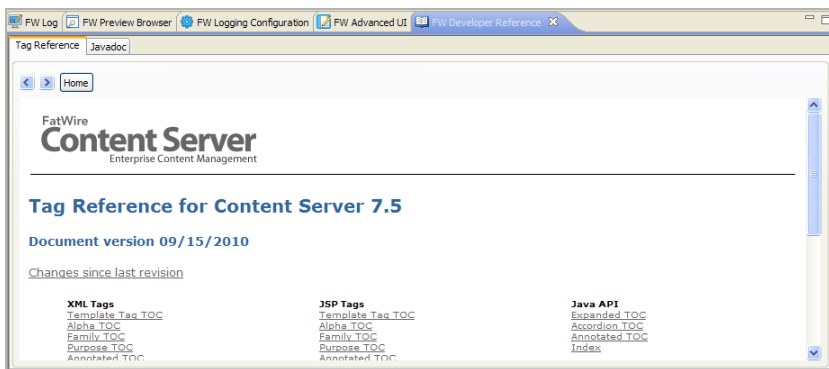 FW Log FW Preview Browser FW Logging Configuration FW Advanced UI FW Developer Reference
Tag Reference Javadoc
Home
FatWire
Content Server
Enterprise Content Management
Tag Reference for Content Server 7.5
Document version 09/15/2010
Changes since last revision
XML Tags JSP Tags Java API
Template Tag TOC Template Tag TOC Expanded TOC
Alpha TOC Alpha TOC Accordion TOC
Family TOC Family TOC Annotated TOC
Purpose TOC Purpose TOC Index
Annotated TOC Annotated TOC